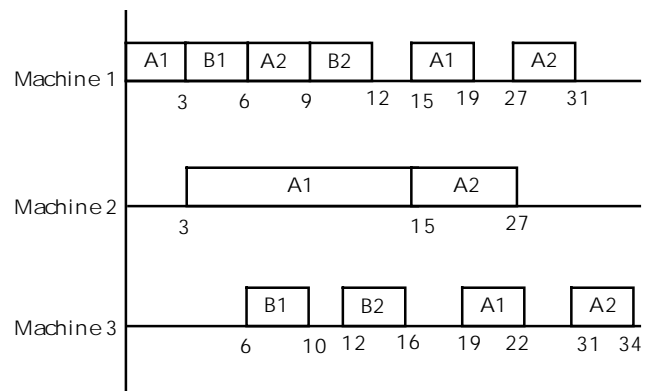 A1 B1 A2 B2 A1 A2
Machine 1
3 6 9 12 15 19 27 31
A1 A2
Machine 2
3 15 27
B1 B2 A1 A2
Machine 3
6 10 12 16 19 22 31 34